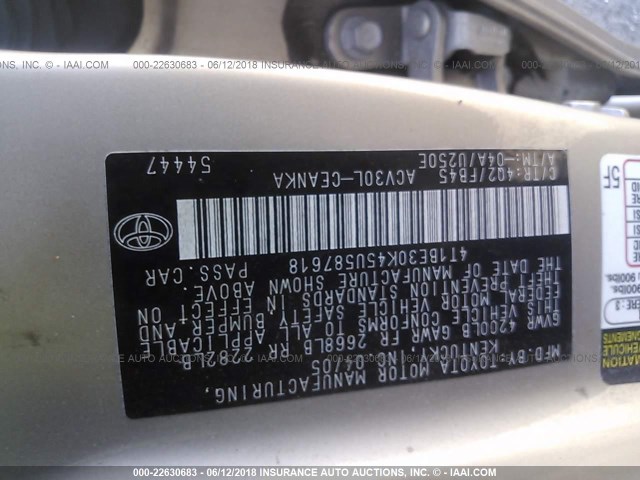 000-22630683 - 06/12/2018 INSURANCE AUTO AUCTIONS, INC. © - IAAI.COM
MFD.BY:TOYOTA MOTOR MANUFACTURING,
KENTUCKY, 04/05
GVWR 4200LB GAWR FR 2668LB RR 2282LB
THIS VEHICLE CONFORMS TO ALL APPLICABLE
FEDERAL MOTOR VEHICLE SAFETY, BUMPER AND
THEFT PREVENTION STANDARDS IN EFFECT ON
THE DATE OF MANUFACTURE SHOWN ABOVE.
4T1BE30K45U587618 PASS.CAR
C/TR:4Q2/FB45 ACV30L-CEANKA
A/TM:-04A/U250E 54447
5F
000-22630683 - 06/12/2018 INSURANCE AUTO AUCTIONS, INC. © - IAAI.COM